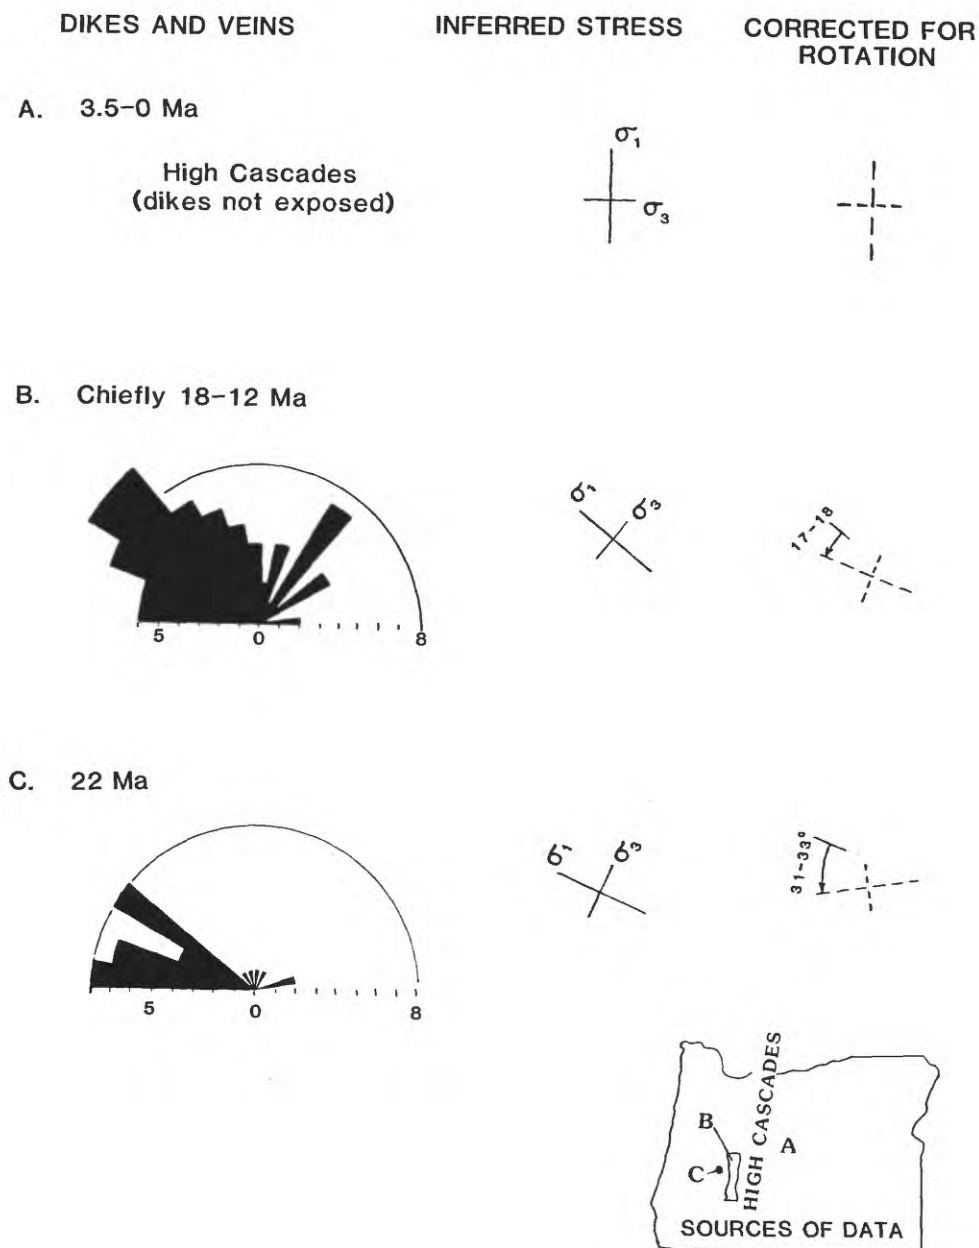 DIKES AND VEINS
INFERRED STRESS
CORRECTED FOR
ROTATION
A. 3.5-0 Ma
High Cascades
(dikes not exposed)
σ₁
σ₃
B. Chiefly 18-12 Ma
5 0 8
σ₁
σ₃
17-18
C. 22 Ma
5 0 8
σ₁
σ₃
31-33°
HIGH CASCADES
B
A
C
SOURCES OF DATA